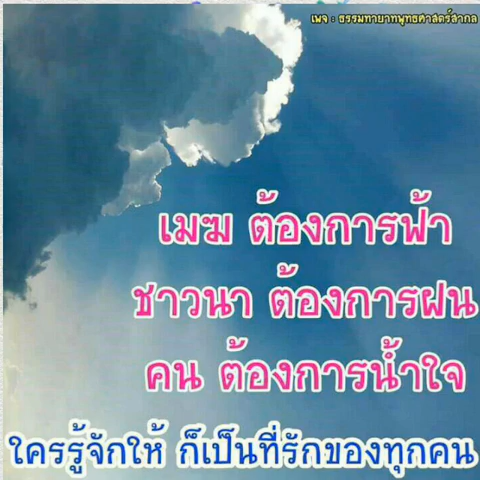 เพจ : ธรรมทายาทพุทธศาสตร์สากล
เมฆ ต้องการฟ้า
ชาวนา ต้องการฝน
คน ต้องการน้ำใจ
ใครรู้จักให้ ก็เป็นที่รักของทุกคน